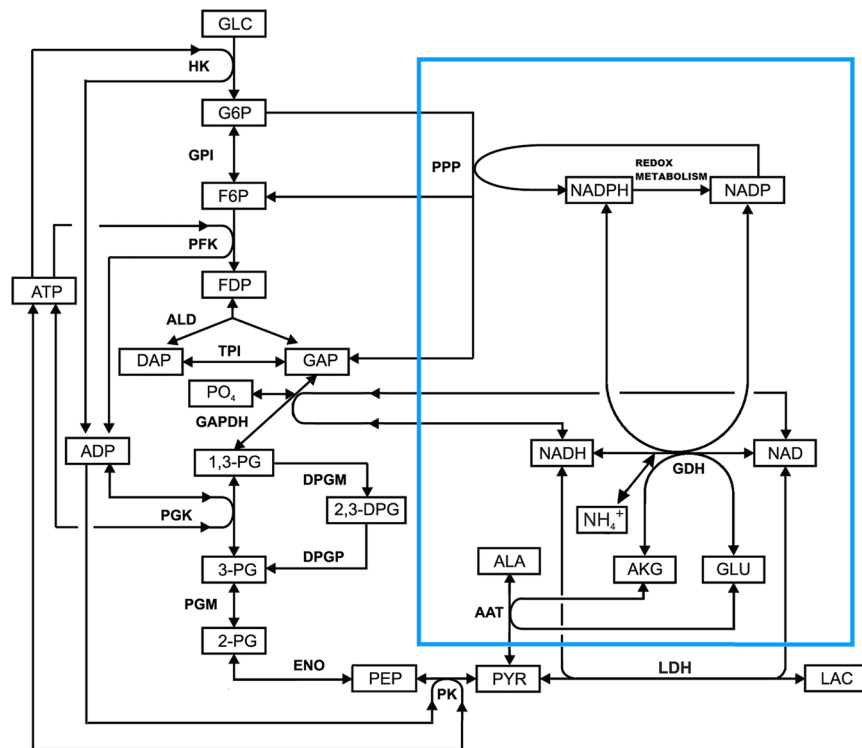 GLC
HK
G6P
GPI
PPP
REDOX
METABOLISM
NADPH
NADP
F6P
PFK
ATP
FDP
ALD
DAP
TPI
GAP
PO₄
GAPDH
ADP
1,3-PG
DPGM
NADH
GDH
NAD
PGK
2,3-DPG
NH₄⁺
3-PG
DPGP
ALA
AKG
GLU
PGM
AAT
2-PG
ENO
PEP
PK
PYR
LDH
LAC